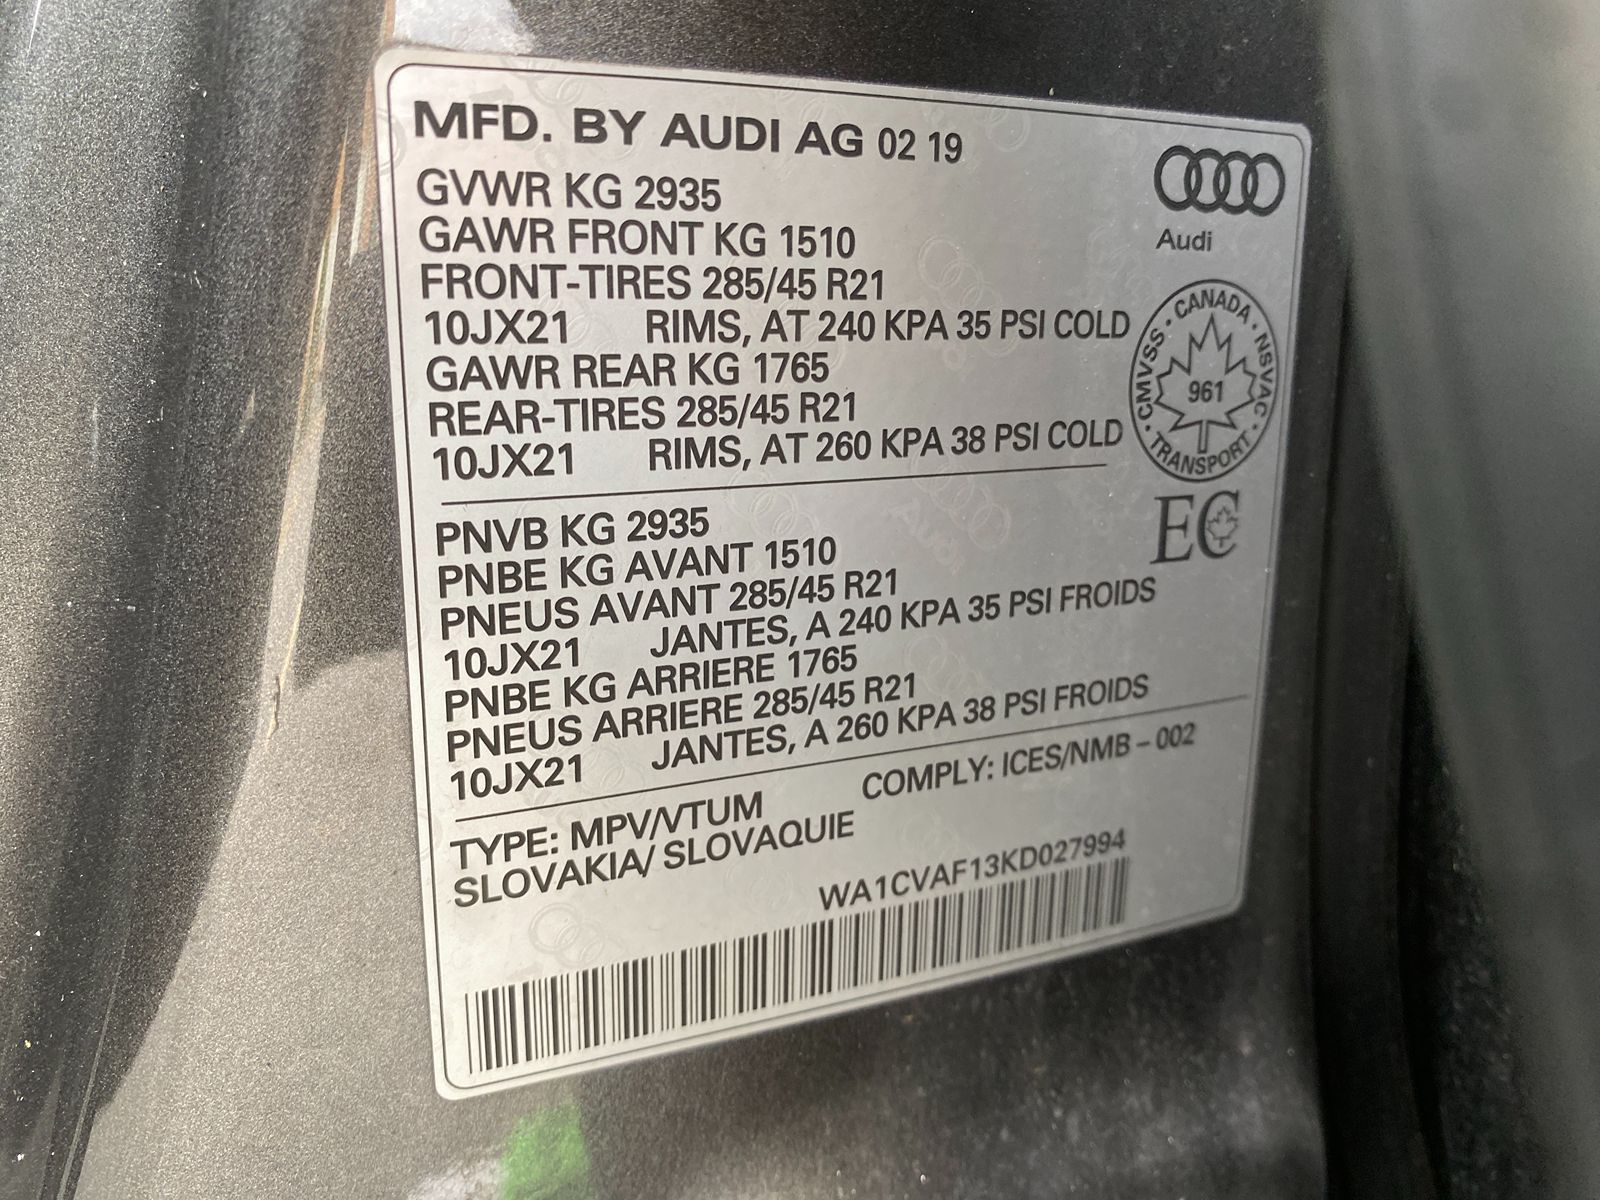 MFD. BY AUDI AG 02 19
GVWR KG 2935
GAWR FRONT KG 1510
FRONT-TIRES 285/45 R21
10JX21 RIMS, AT 240 KPA 35 PSI COLD
GAWR REAR KG 1765
REAR-TIRES 285/45 R21
10JX21 RIMS, AT 260 KPA 38 PSI COLD
Audi
CMVSS · CANADA · NSVAC · TRANSPORT ·
961
EC
PNVB KG 2935
PNBE KG AVANT 1510
PNEUS AVANT 285/45 R21
10JX21 JANTES, A 240 KPA 35 PSI FROIDS
PNBE KG ARRIERE 1765
PNEUS ARRIERE 285/45 R21
10JX21 JANTES, A 260 KPA 38 PSI FROIDS
TYPE: MPV/VTUM COMPLY: ICES/NMB – 002
SLOVAKIA/ SLOVAQUIE
WA1CVAF13KD027994